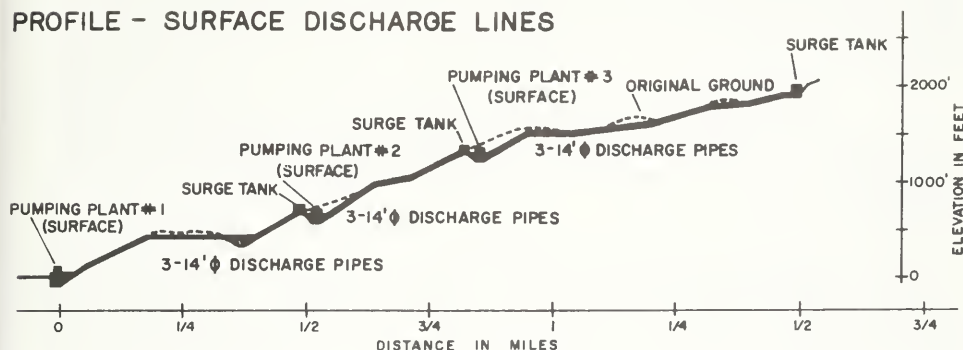 PROFILE - SURFACE DISCHARGE LINES
SURGE TANK
PUMPING PLANT #3
(SURFACE)
ORIGINAL GROUND
2000'
SURGE TANK
PUMPING PLANT #2
(SURFACE)
3-14'ϕ DISCHARGE PIPES
SURGE TANK
1000'
PUMPING PLANT #1
(SURFACE)
3-14'ϕ DISCHARGE PIPES
3-14'ϕ DISCHARGE PIPES
0
ELEVATION IN FEET
0 1/4 1/2 3/4 1 1/4 1/2 3/4
DISTANCE IN MILES